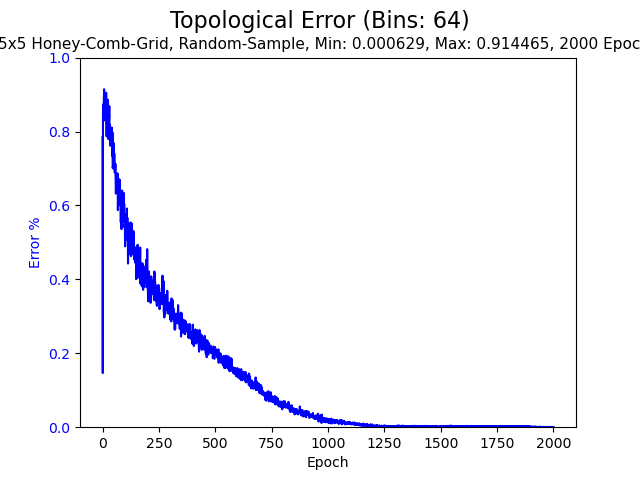 Topological Error (Bins: 64)
5x5 Honey-Comb-Grid, Random-Sample, Min: 0.000629, Max: 0.914465, 2000 Epoc
1.0
0.8
0.6
0.4
0.2
0.0
Error %
0 250 500 750 1000 1250 1500 1750 2000
Epoch